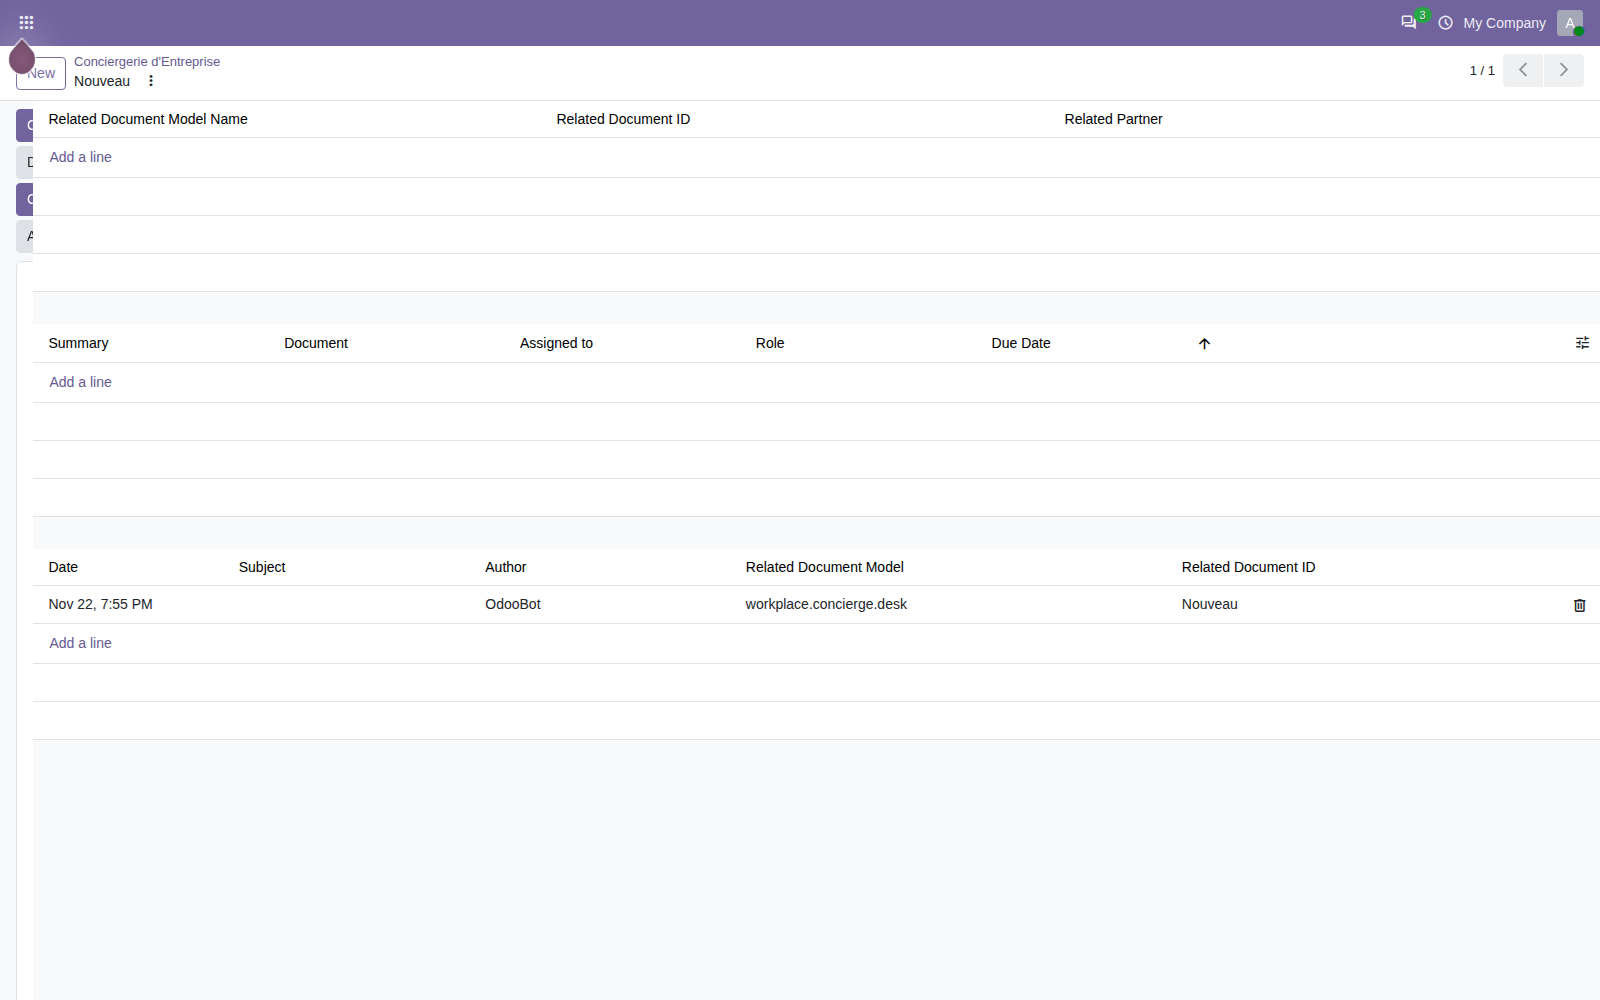 3
My Company
A
New
Conciergerie d'Entreprise
Nouveau
1 / 1
Related Document Model Name Related Document ID Related Partner
Add a line
Summary Document Assigned to Role Due Date
Add a line
Date Subject Author Related Document Model Related Document ID
Nov 22, 7:55 PM OdooBot workplace.concierge.desk Nouveau
Add a line